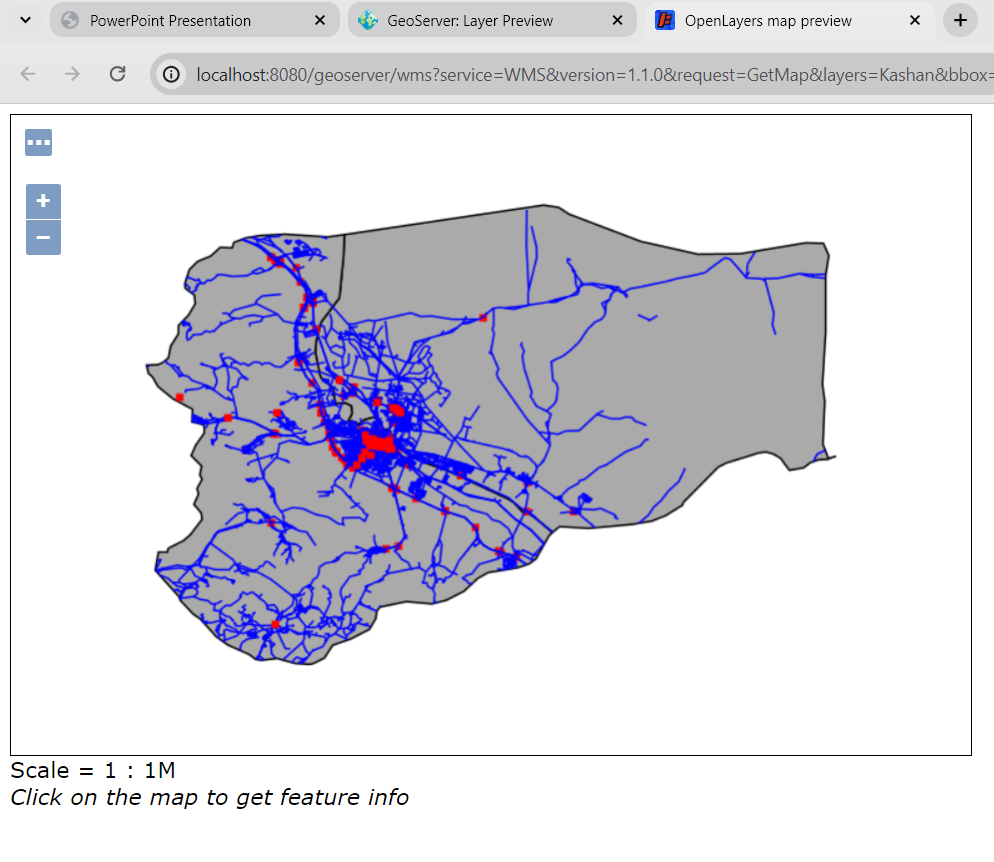 PowerPoint Presentation
GeoServer: Layer Preview
OpenLayers map preview
localhost:8080/geoserver/wms?service=WMS&version=1.1.0&request=GetMap&layers=Kashan&bbox=
+
−
Scale = 1 : 1M
Click on the map to get feature info